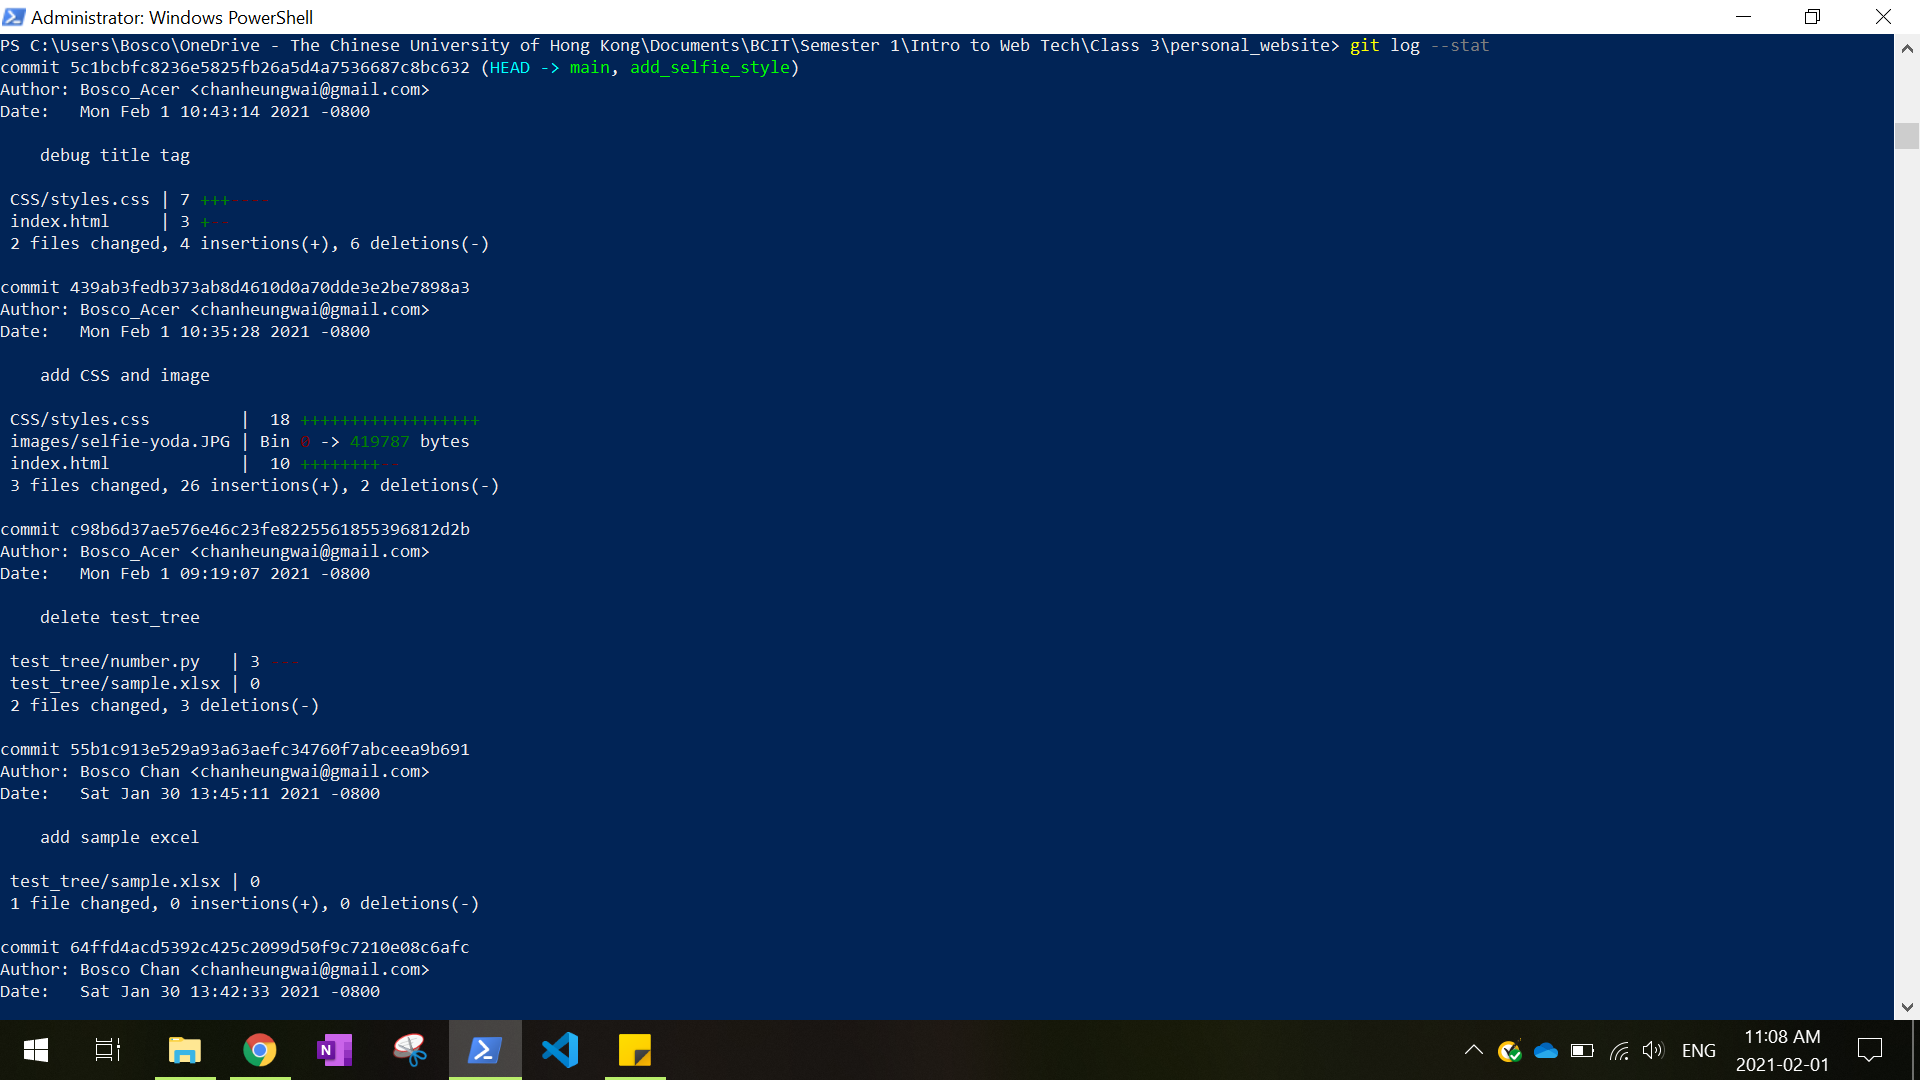 Administrator: Windows PowerShell
PS C:\Users\Bosco\OneDrive - The Chinese University of Hong Kong\Documents\BCIT\Semester 1\Intro to Web Tech\Class 3\personal_website> git log --stat
commit 5c1bcbfc8236e5825fb26a5d4a7536687c8bc632 (HEAD -> main, add_selfie_style)
Author: Bosco_Acer <chanheungwai@gmail.com>
Date:   Mon Feb 1 10:43:14 2021 -0800
    debug title tag
 CSS/styles.css | 7 +++----
 index.html     | 3 +--
 2 files changed, 4 insertions(+), 6 deletions(-)
commit 439ab3fedb373ab8d4610d0a70dde3e2be7898a3
Author: Bosco_Acer <chanheungwai@gmail.com>
Date:   Mon Feb 1 10:35:28 2021 -0800
    add CSS and image
 CSS/styles.css         |  18 ++++++++++++++++++
 images/selfie-yoda.JPG | Bin 0 -> 419787 bytes
 index.html             |  10 ++++++++--
 3 files changed, 26 insertions(+), 2 deletions(-)
commit c98b6d37ae576e46c23fe8225561855396812d2b
Author: Bosco_Acer <chanheungwai@gmail.com>
Date:   Mon Feb 1 09:19:07 2021 -0800
    delete test_tree
 test_tree/number.py   | 3 ---
 test_tree/sample.xlsx | 0
 2 files changed, 3 deletions(-)
commit 55b1c913e529a93a63aefc34760f7abceea9b691
Author: Bosco Chan <chanheungwai@gmail.com>
Date:   Sat Jan 30 13:45:11 2021 -0800
    add sample excel
 test_tree/sample.xlsx | 0
 1 file changed, 0 insertions(+), 0 deletions(-)
commit 64ffd4acd5392c425c2099d50f9c7210e08c6afc
Author: Bosco Chan <chanheungwai@gmail.com>
Date:   Sat Jan 30 13:42:33 2021 -0800
N
ENG
11:08 AM
2021-02-01